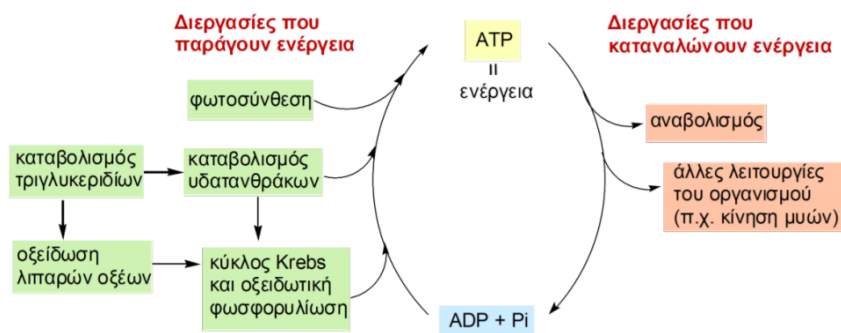 Διεργασίες που
παράγουν ενέργεια
ATP
=
ενέργεια
Διεργασίες που
καταναλώνουν ενέργεια
φωτοσύνθεση
αναβολισμός
καταβολισμός
τριγλυκεριδίων
καταβολισμός
υδατανθράκων
άλλες λειτουργίες
του οργανισμού
(π.χ. κίνηση μυών)
οξείδωση
λιπαρών οξέων
κύκλος Krebs
και οξειδωτική
φωσφορυλίωση
ADP + Pi